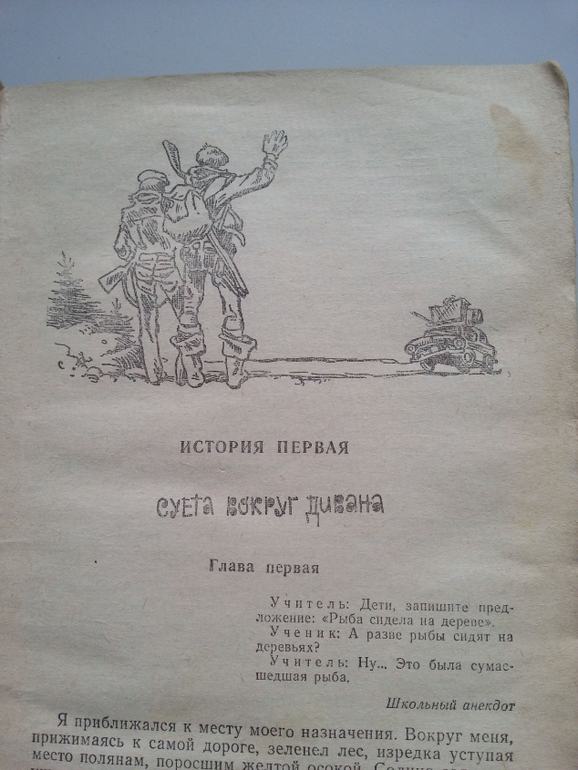 ИСТОРИЯ ПЕРВАЯ
СУЕТА ВОКРУГ ДИВАНА
Глава первая
Учитель: Дети, запишите пред-
ложение: «Рыба сидела на дереве».
Ученик: А разве рыбы сидят на
деревьях?
Учитель: Ну... Это была сумас-
шедшая рыба.
Школьный анекдот
Я приближался к месту моего назначения. Вокруг меня,
прижимаясь к самой дороге, зеленел лес, изредка уступая
место полянам, поросшим желтой осокой. Солнце